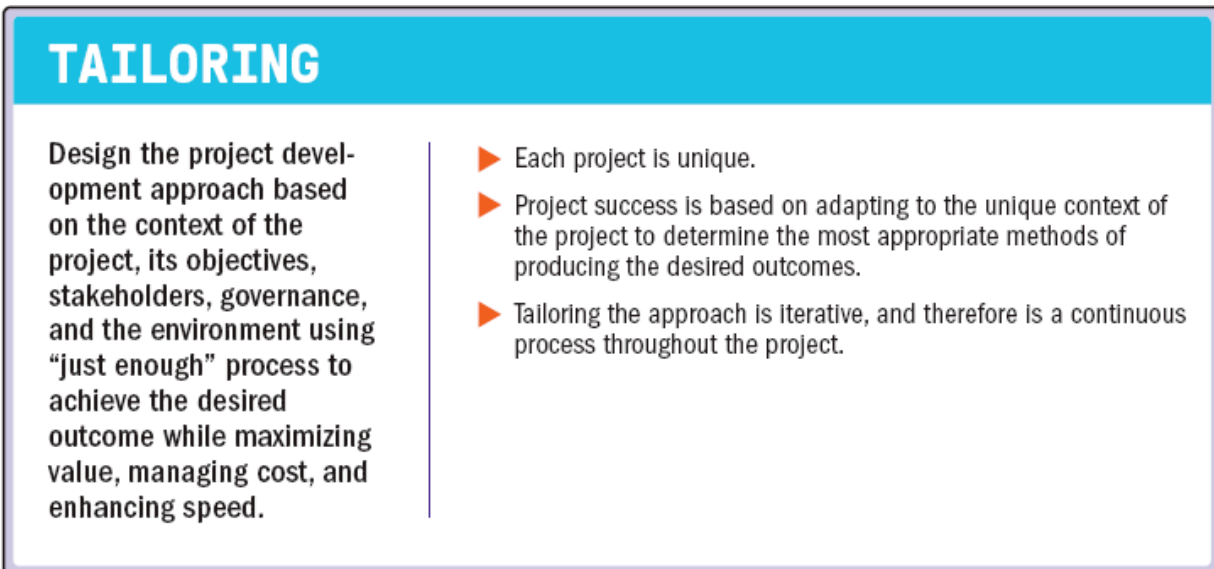 TAILORING
Design the project devel-
opment approach based
on the context of the
project, its objectives,
stakeholders, governance,
and the environment using
“just enough” process to
achieve the desired
outcome while maximizing
value, managing cost, and
enhancing speed.
Each project is unique.
Project success is based on adapting to the unique context of
the project to determine the most appropriate methods of
producing the desired outcomes.
Tailoring the approach is iterative, and therefore is a continuous
process throughout the project.